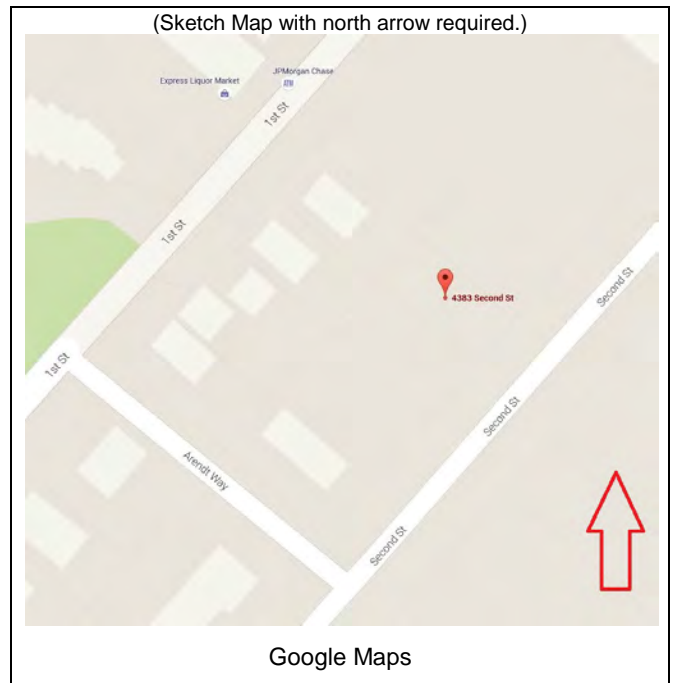 (Sketch Map with north arrow required.)
JPMorgan Chase
Express Liquor Market
1st St
1st St
4383 Second St
Second St
1st St
Second St
Arendt Way
Second St
Google Maps